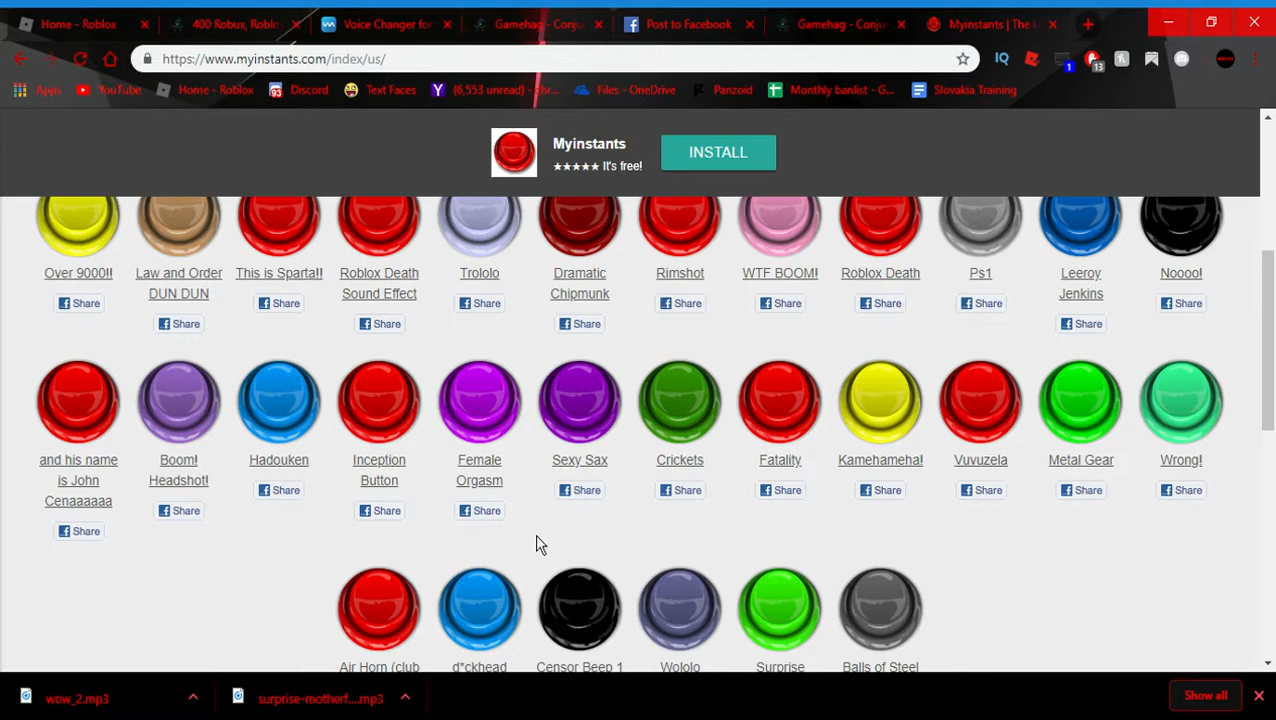 Home - Roblox
400 Robux, Roblo
Voice Changer for
Gamehag - Conju
Post to Facebook
Gamehag - Conju
Myinstants | The
https://www.myinstants.com/index/us/
IQ
1
13
Apps
YouTube
Home - Roblox
93
Discord
Text Faces
(6,553 unread) - chr...
Files - OneDrive
Panzoid
Monthly banlist - G...
Slovakia Training
Myinstants
★★★★★ It's free!
INSTALL
Over 9000!!
Law and Order
DUN DUN
This is Sparta!!
Roblox Death
Sound Effect
Trololo
Dramatic
Chipmunk
Rimshot
WTF BOOM!
Roblox Death
Ps1
Leeroy
Jenkins
Noooo!
Share
Share
Share
Share
Share
Share
Share
Share
Share
Share
Share
Share
and his name
is John
Cenaaaaaa
Boom!
Headshot!
Hadouken
Inception
Button
Female
Orgasm
Sexy Sax
Crickets
Fatality
Kamehameha!
Vuvuzela
Metal Gear
Wrong!
Share
Share
Share
Share
Share
Share
Share
Share
Share
Share
Share
Share
Air Horn (club
d*ckhead
Censor Beep 1
Wololo
Surprise
Balls of Steel
wow_2.mp3
surprise-motherf....mp3
Show all